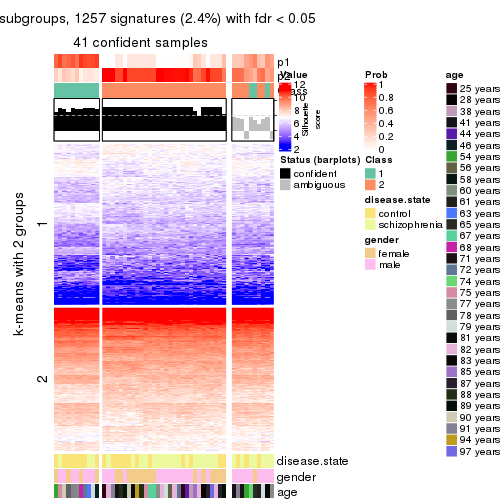 subgroups, 1257 signatures (2.4%) with fdr < 0.05
41 confident samples
p1
p2
Class
Silhouette
score
k-means with 2 groups
1
2
disease.state
gender
age
Value
12
10
8
6
4
2
Status (barplots)
confident
ambiguous
Prob
1
0.8
0.6
0.4
0.2
0
Class
1
2
disease.state
control
schizophrenia
gender
female
male
age
25 years
28 years
38 years
41 years
44 years
46 years
54 years
56 years
58 years
60 years
61 years
63 years
65 years
67 years
68 years
71 years
72 years
74 years
75 years
77 years
78 years
79 years
81 years
82 years
83 years
85 years
87 years
88 years
89 years
90 years
91 years
94 years
97 years